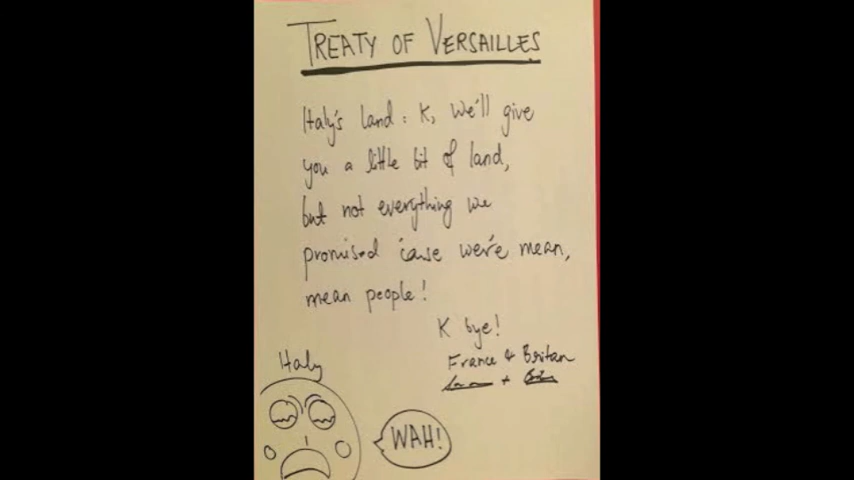 TREATY OF VERSAILLES
Italy's land: K, We'll give
you a little bit of land,
but not everything we
promised 'cause we're mean,
mean people!
K bye!
France & Britan
+
Italy
WAH!